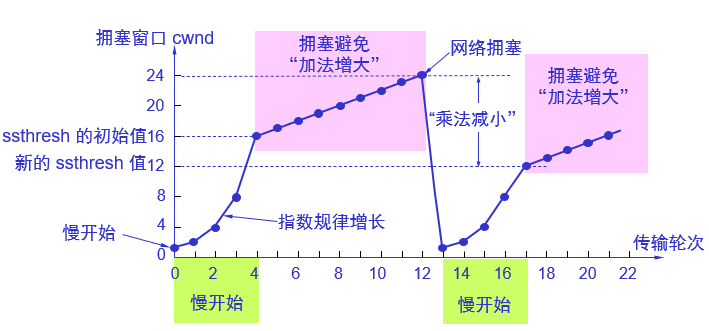 拥塞窗口 cwnd
拥塞避免
“加法增大”
网络拥塞
拥塞避免
“加法增大”
24
20
“乘法减小”
ssthresh 的初始值
16
新的 ssthresh 值
12
8
指数规律增长
4
慢开始
0
传输轮次
0 2 4 6 8 10 12 14 16 18 20 22
慢开始
慢开始